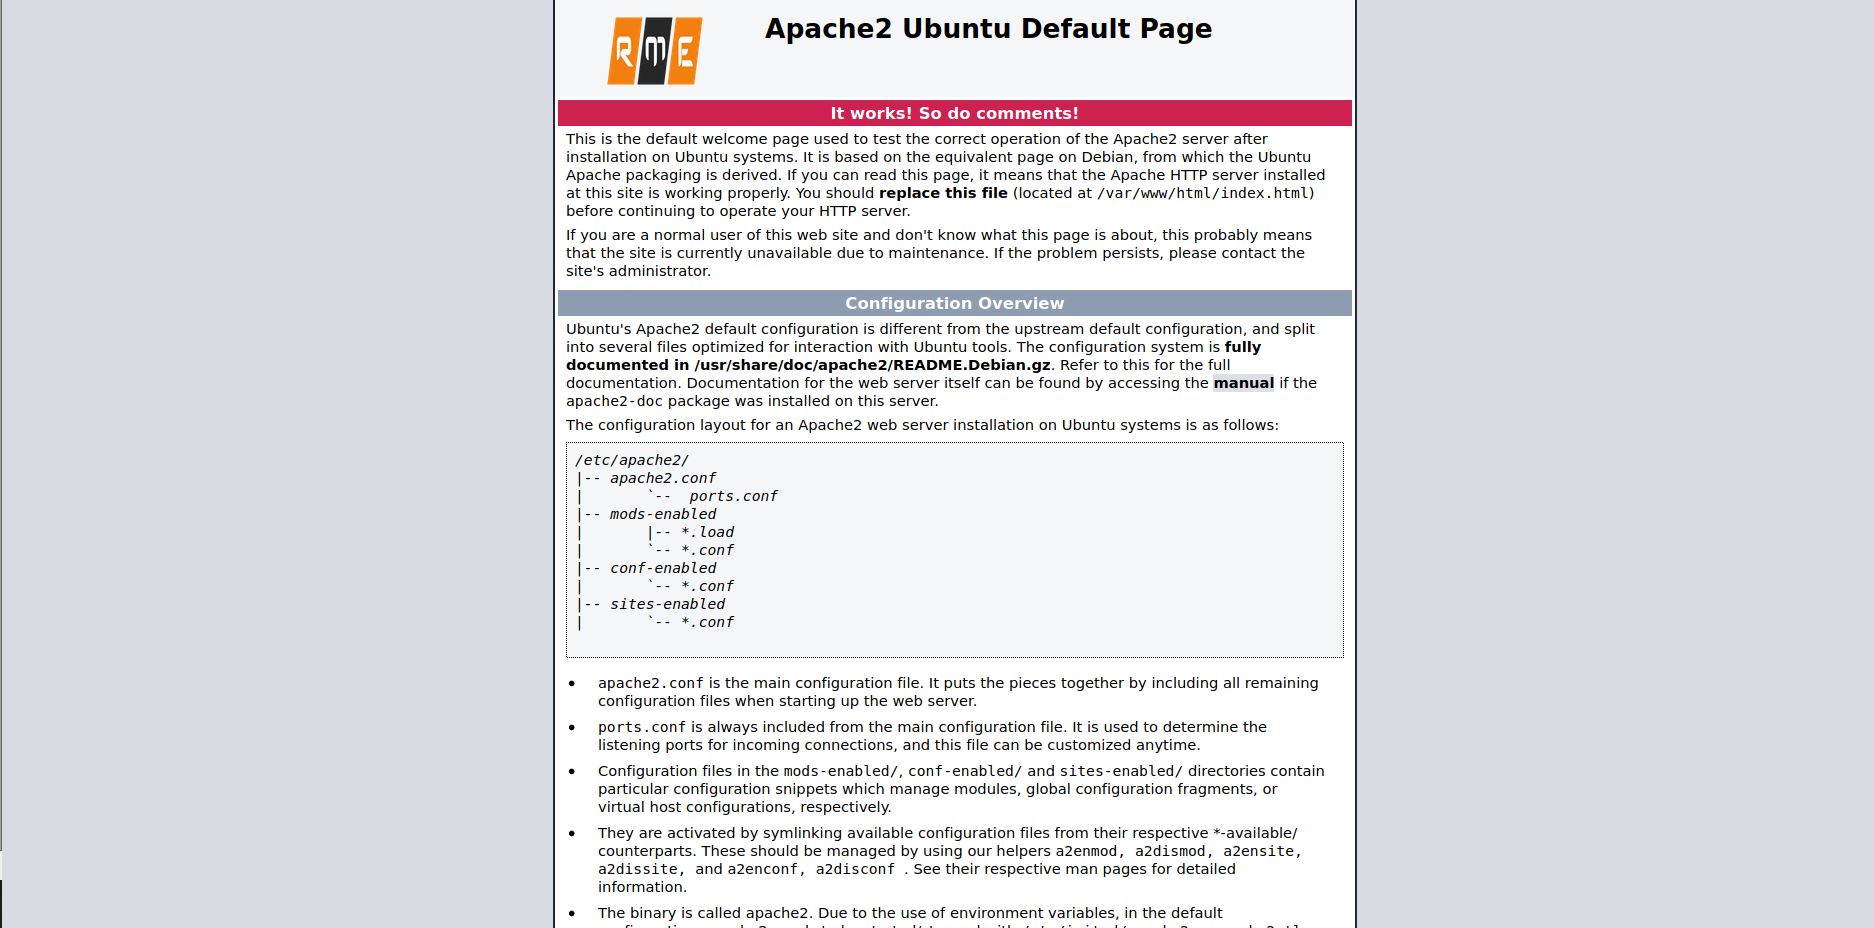 RME
Apache2 Ubuntu Default Page
It works! So do comments!
This is the default welcome page used to test the correct operation of the Apache2 server after
installation on Ubuntu systems. It is based on the equivalent page on Debian, from which the Ubuntu
Apache packaging is derived. If you can read this page, it means that the Apache HTTP server installed
at this site is working properly. You should replace this file (located at /var/www/html/index.html)
before continuing to operate your HTTP server.
If you are a normal user of this web site and don't know what this page is about, this probably means
that the site is currently unavailable due to maintenance. If the problem persists, please contact the
site's administrator.
Configuration Overview
Ubuntu's Apache2 default configuration is different from the upstream default configuration, and split
into several files optimized for interaction with Ubuntu tools. The configuration system is fully
documented in /usr/share/doc/apache2/README.Debian.gz. Refer to this for the full
documentation. Documentation for the web server itself can be found by accessing the manual if the
apache2-doc package was installed on this server.
The configuration layout for an Apache2 web server installation on Ubuntu systems is as follows:
/etc/apache2/
|-- apache2.conf
|       `--  ports.conf
|-- mods-enabled
|       |-- *.load
|       `-- *.conf
|-- conf-enabled
|       `-- *.conf
|-- sites-enabled
|       `-- *.conf
• apache2.conf is the main configuration file. It puts the pieces together by including all remaining
configuration files when starting up the web server.
• ports.conf is always included from the main configuration file. It is used to determine the
listening ports for incoming connections, and this file can be customized anytime.
• Configuration files in the mods-enabled/, conf-enabled/ and sites-enabled/ directories contain
particular configuration snippets which manage modules, global configuration fragments, or
virtual host configurations, respectively.
• They are activated by symlinking available configuration files from their respective *-available/
counterparts. These should be managed by using our helpers a2enmod, a2dismod, a2ensite,
a2dissite, and a2enconf, a2disconf . See their respective man pages for detailed
information.
• The binary is called apache2. Due to the use of environment variables, in the default